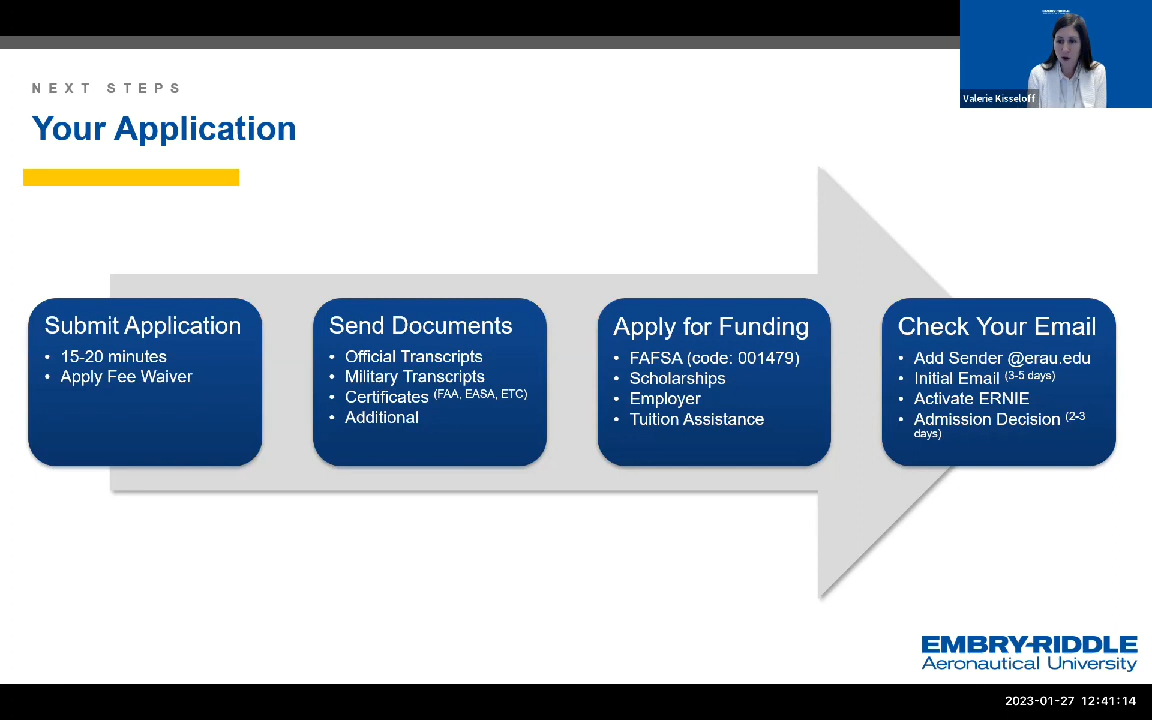 EMBRY-RIDDLE
Valerie Kisseloff
NEXT STEPS
Your Application
Submit Application
• 15-20 minutes
• Apply Fee Waiver
Send Documents
• Official Transcripts
• Military Transcripts
• Certificates (FAA, EASA, ETC)
• Additional
Apply for Funding
• FAFSA (code: 001479)
• Scholarships
• Employer
• Tuition Assistance
Check Your Email
• Add Sender @erau.edu
• Initial Email (3-5 days)
• Activate ERNIE
• Admission Decision (2-3
days)
EMBRY-RIDDLE
Aeronautical University
2023-01-27 12:41:14